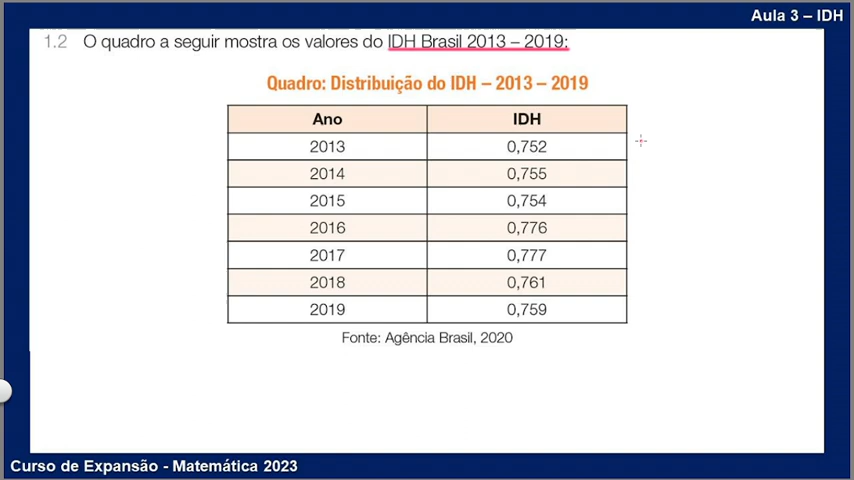 Aula 3 – IDH
1.2 O quadro a seguir mostra os valores do IDH Brasil 2013 – 2019:
Quadro: Distribuição do IDH – 2013 – 2019
Ano IDH
2013 0,752
2014 0,755
2015 0,754
2016 0,776
2017 0,777
2018 0,761
2019 0,759
Fonte: Agência Brasil, 2020
Curso de Expansão - Matemática 2023